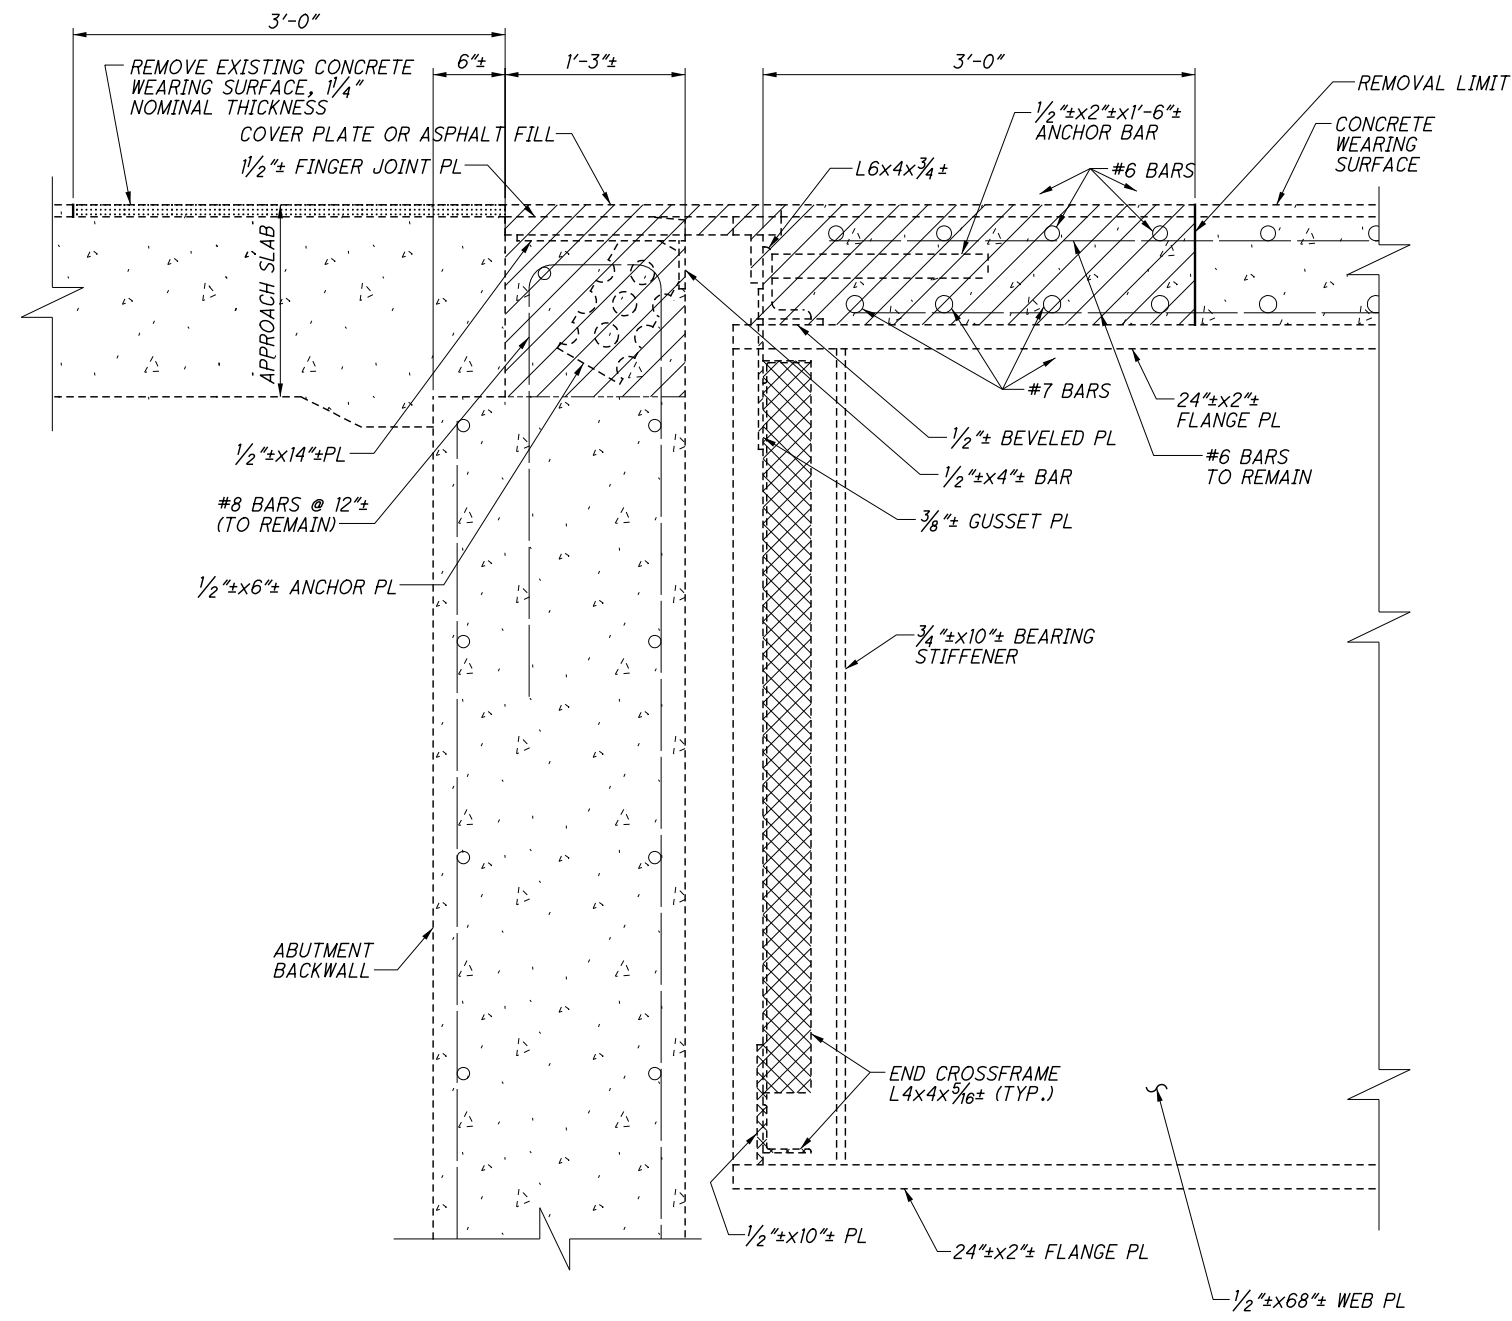 3'-0"
6"±
1'-3"±
3'-0"
REMOVE EXISTING CONCRETE
WEARING SURFACE, 1 1/4"
NOMINAL THICKNESS
COVER PLATE OR ASPHALT FILL
1 1/2"± FINGER JOINT PL
1/2"±x2"±x1'-6"±
ANCHOR BAR
REMOVAL LIMIT
CONCRETE
WEARING
SURFACE
L6x4x3/4±
#6 BARS
APPROACH SLAB
#7 BARS
24"±x2"±
FLANGE PL
1/2"± BEVELED PL
#6 BARS
TO REMAIN
1/2"±x14"±PL
1/2"±x4"± BAR
#8 BARS @ 12"±
(TO REMAIN)
3/8"± GUSSET PL
1/2"±x6"± ANCHOR PL
3/4"±x10"± BEARING
STIFFENER
ABUTMENT
BACKWALL
END CROSSFRAME
L4x4x5/16± (TYP.)
1/2"±x10"± PL
24"±x2"± FLANGE PL
1/2"±x68"± WEB PL